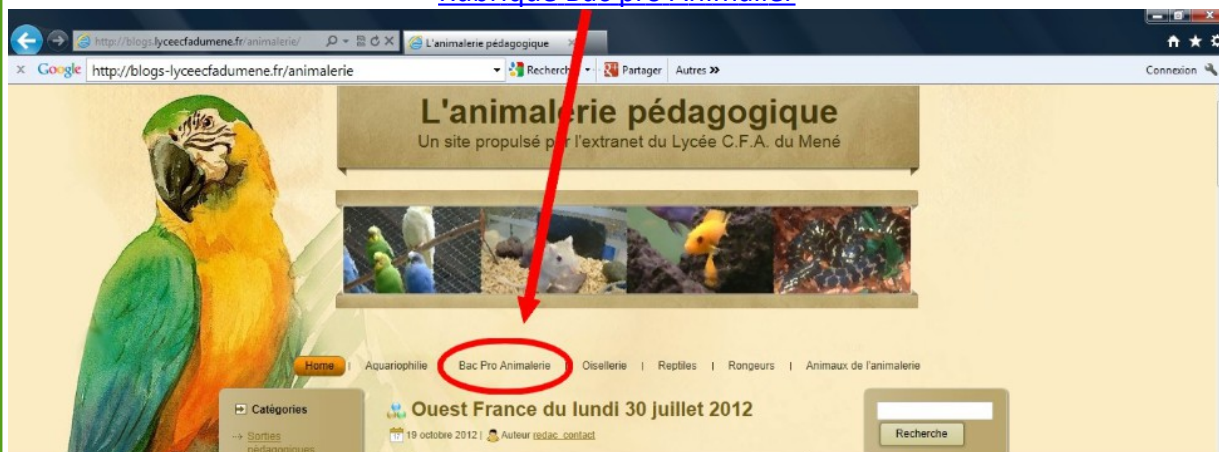 Rubrique Bac pro Animalier
http://blogs.lyceecfadumene.fr/animalerie/
L'animalerie pédagogique
Google http://blogs-lyceecfadumene.fr/animalerie Recherch Partager Autres » Connexion
L'animalerie pédagogique
Un site propulsé par l'extranet du Lycée C.F.A. du Mené
Home | Aquariophilie Bac Pro Animalerie | Oisellerie | Reptiles | Rongeurs | Animaux de l'animalerie
Catégories
Sorties
pédagogiques
Ouest France du lundi 30 juillet 2012
19 octobre 2012 | Auteur redac_contact
Recherche